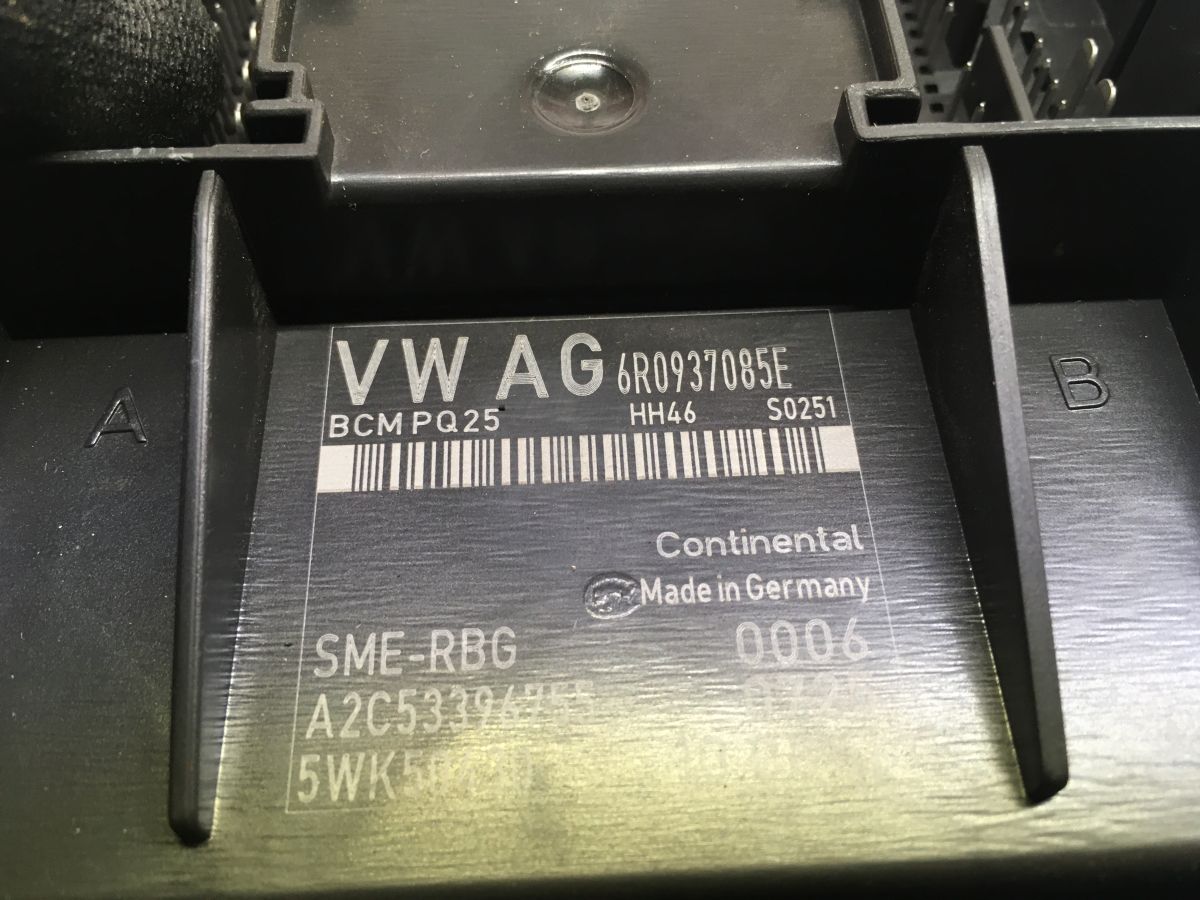 VW AG 6R0937085E
BCM PQ25 HH46 S0251
A
B
Continental
Made in Germany
SME-RBG 0006